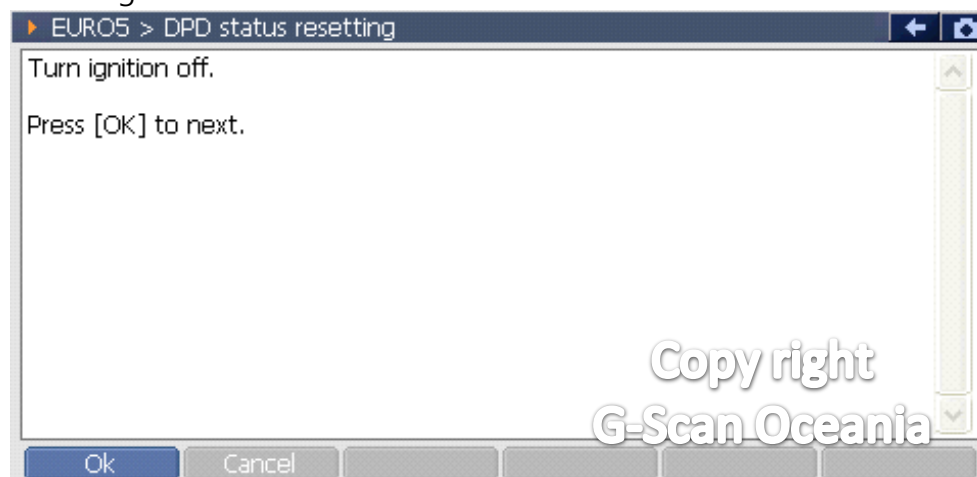 EURO5 > DPD status resetting
Turn ignition off.
Press [OK] to next.
Copy right
G-Scan Oceania
Ok
Cancel